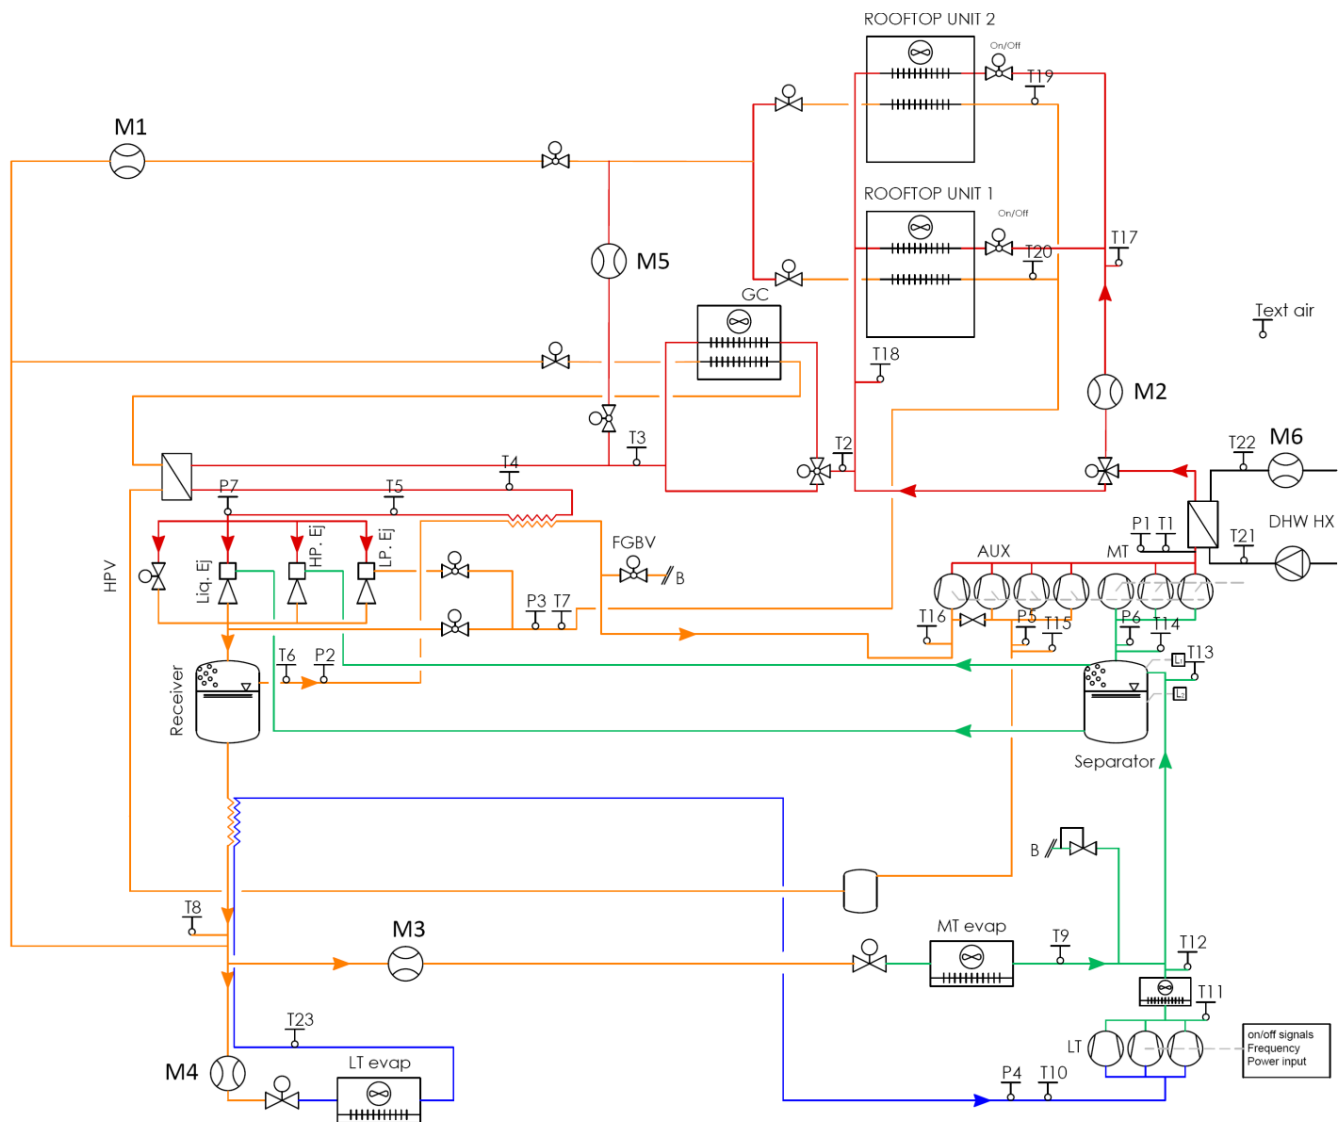 ROOFTOP UNIT 2
On/Off
T19
M1
ROOFTOP UNIT 1
On/Off
T17
T20
M5
GC
Text air
T18
M2
T3
T2
T22
M6
T4
P7
T5
DHW HX
P1
T1
T21
FGBV
AUX
MT
B
HPV
Liq. Ej
HP. Ej
LP. Ej
P3
T7
T16
P5
T15
P6
T14
T6
P2
L1
T13
L2
Receiver
Separator
B
T8
M3
MT evap
T9
T12
T11
T23
LT
on/off signals
Frequency
Power input
M4
LT evap
P4
T10